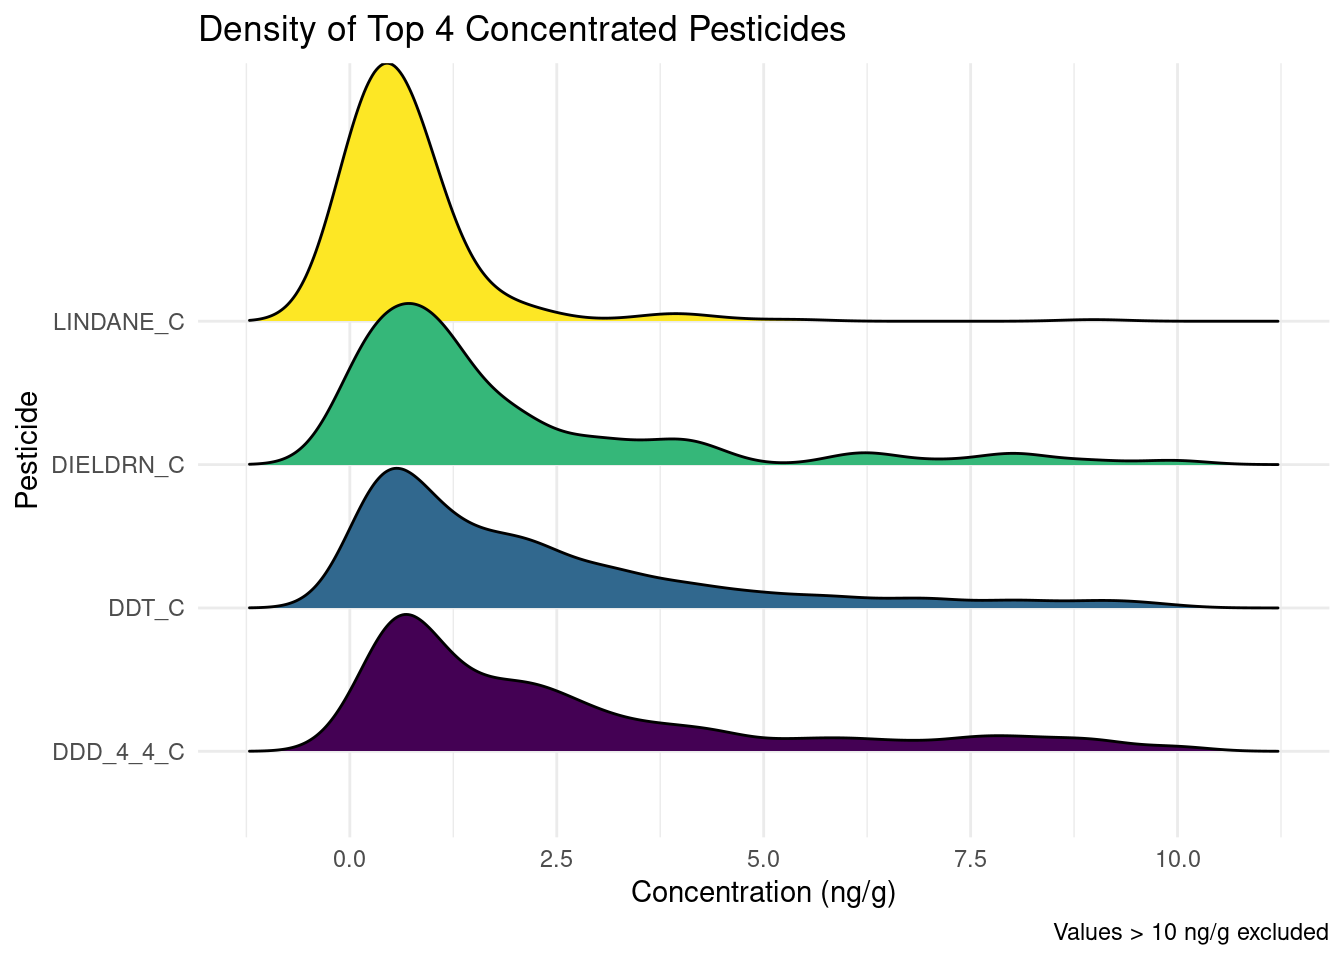 Density of Top 4 Concentrated Pesticides
Pesticide
LINDANE_C
DIELDRN_C
DDT_C
DDD_4_4_C
0.0 2.5 5.0 7.5 10.0
Concentration (ng/g)
Values > 10 ng/g excluded